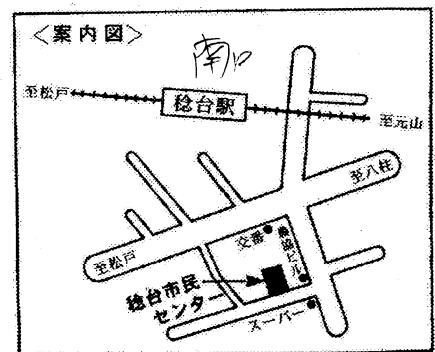 ＜案内図＞
南口
至松戸
稔台駅
至元山
至八柱
至松戸
交番
農協ビル
稔台市民
センター
スーパー